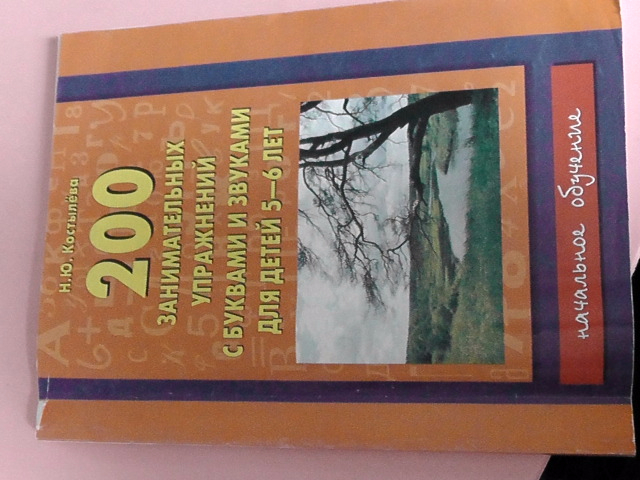 Н.Ю. Костылёва
200
ЗАНИМАТЕЛЬНЫХ
УПРАЖНЕНИЙ
С БУКВАМИ И ЗВУКАМИ
ДЛЯ ДЕТЕЙ 5–6 ЛЕТ
начальное обучение